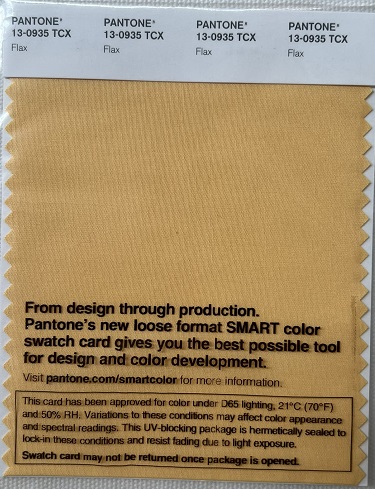 PANTONE® PANTONE® PANTONE® PANTONE®
13-0935 TCX 13-0935 TCX 13-0935 TCX 13-0935 TCX
Flax Flax Flax Flax
From design through production.
Pantone's new loose format SMART color
swatch card gives you the best possible tool
for design and color development.
Visit pantone.com/smartcolor for more information.
This card has been approved for color under D65 lighting, 21°C (70°F)
and 50% RH. Variations to these conditions may affect color appearance
and spectral readings. This UV-blocking package is hermetically sealed to
lock-in these conditions and resist fading due to light exposure.
Swatch card may not be returned once package is opened.